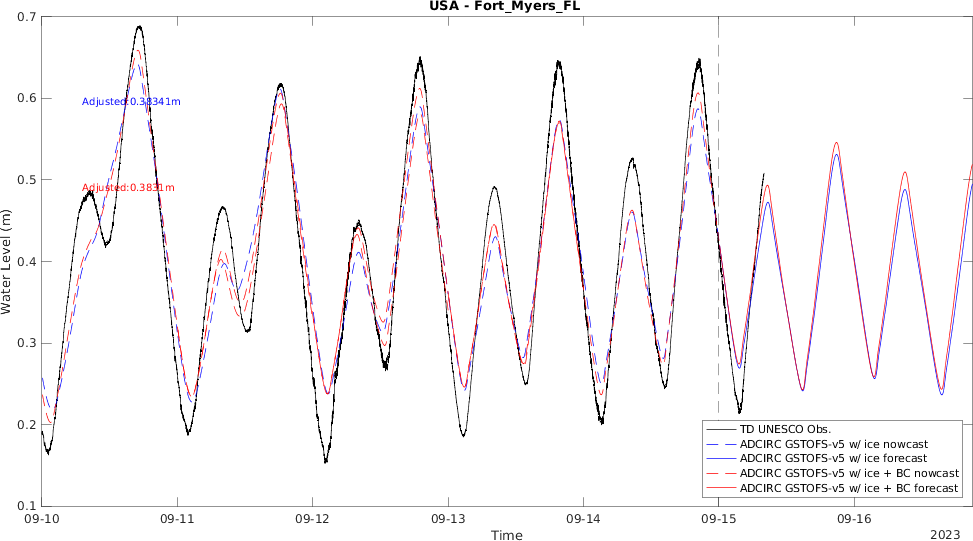 USA - Fort_Myers_FL
0.7
0.6
0.5
0.4
0.3
0.2
0.1
Water Level (m)
Adjusted:0.38341m
Adjusted:0.3831m
TD UNESCO Obs.
ADCIRC GSTOFS-v5 w/ ice nowcast
ADCIRC GSTOFS-v5 w/ ice forecast
ADCIRC GSTOFS-v5 w/ ice + BC nowcast
ADCIRC GSTOFS-v5 w/ ice + BC forecast
09-10 09-11 09-12 09-13 09-14 09-15 09-16
Time
2023